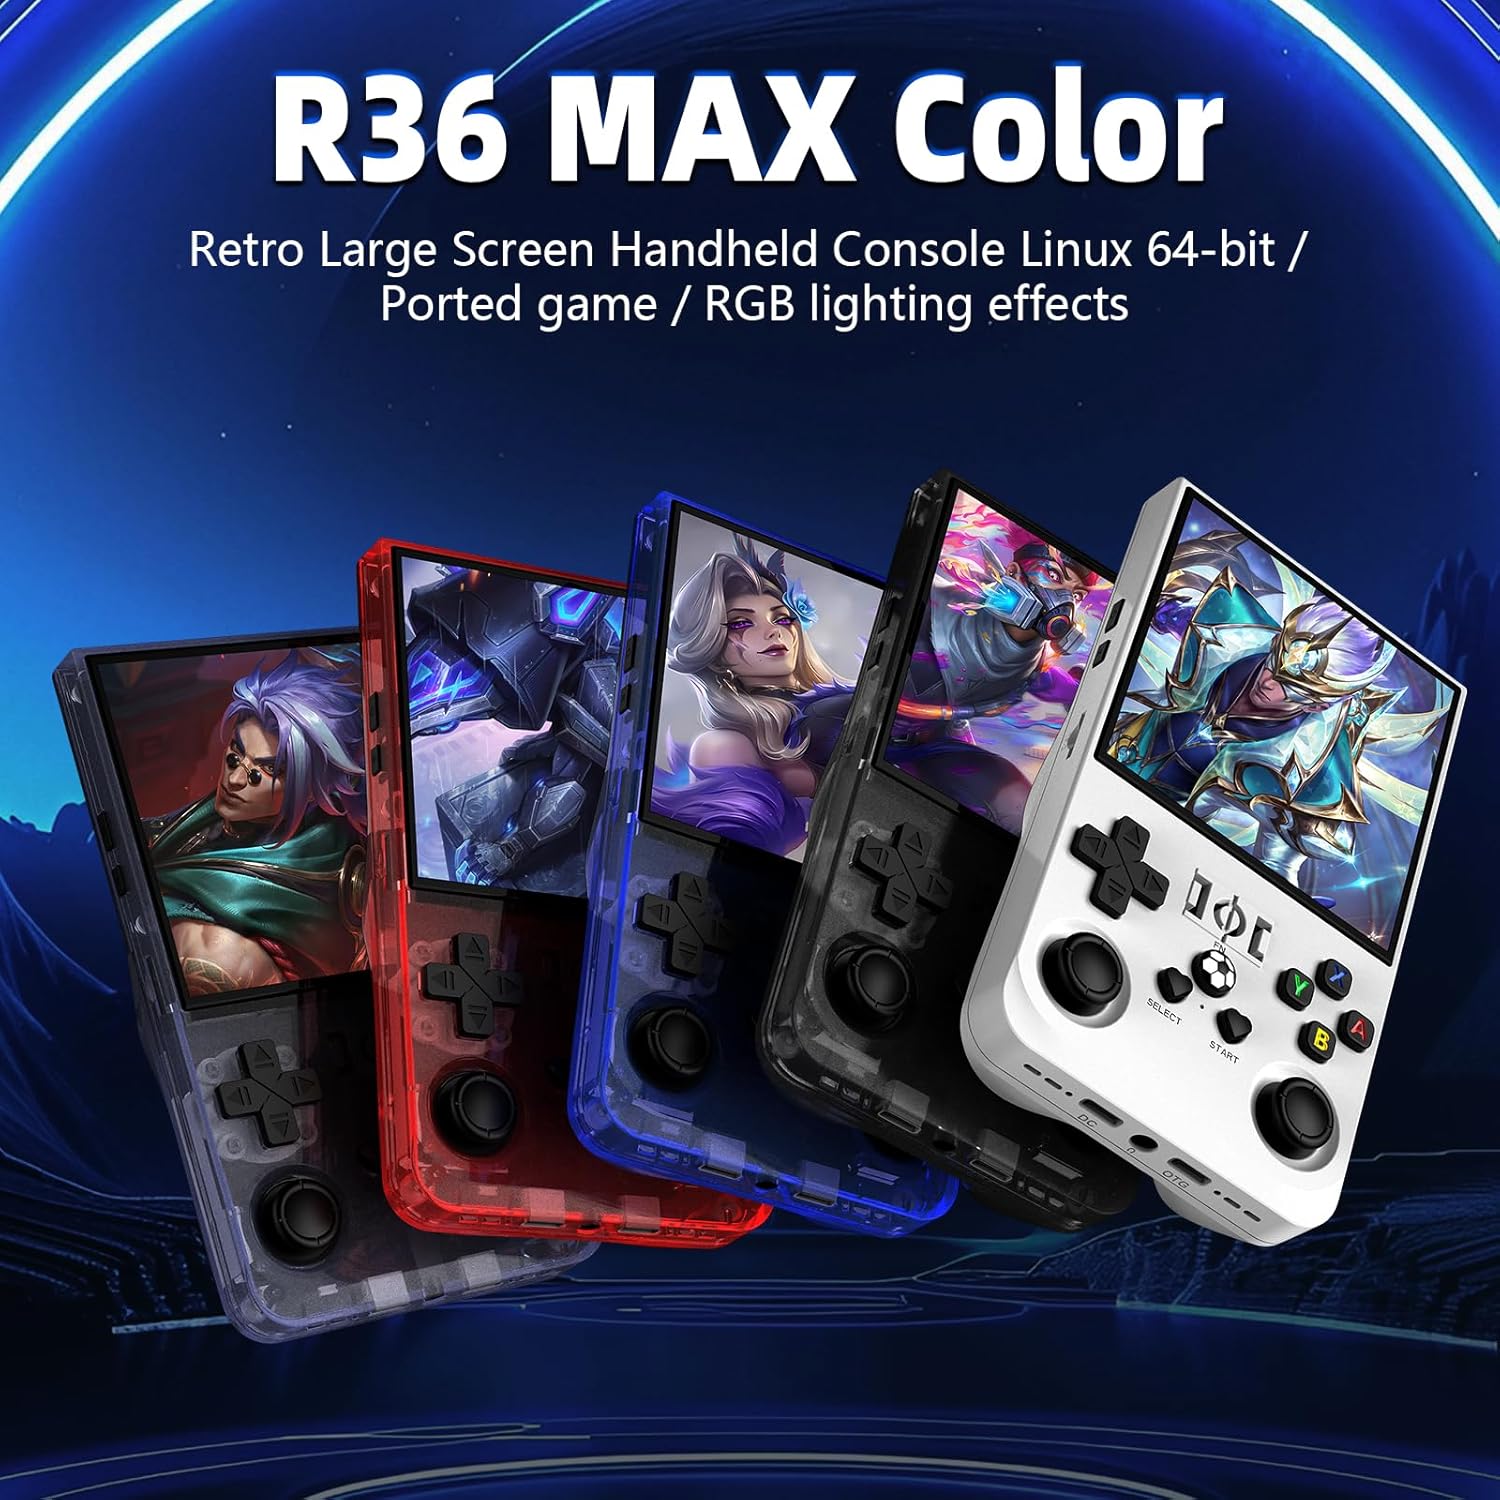 R36 MAX Color
Retro Large Screen Handheld Console Linux 64-bit /
Ported game / RGB lighting effects
FN
SELECT
START
Y
X
B
A
DC
OTG